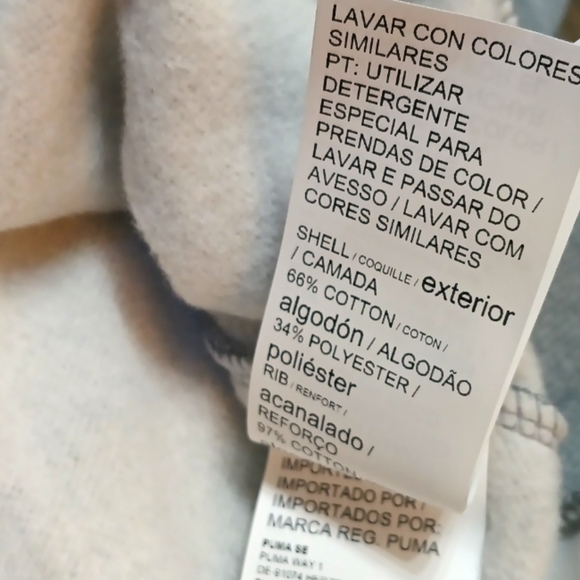 LAVAR CON COLORES
SIMILARES
PT: UTILIZAR
DETERGENTE
ESPECIAL PARA
PRENDAS DE COLOR /
LAVAR E PASSAR DO
AVESSO / LAVAR COM
CORES SIMILARES
SHELL / COQUILLE / exterior
/ CAMADA
66% COTTON / COTON /
algodón / ALGODÃO
34% POLYESTER /
poliéster
RIB / RENFORT /
acanalado /
REFORÇO
97% COTTON
IMPORTADO POR /
IMPORTADOS POR:
MARCA REG. PUMA
PUMA SE
PUMA WAY 1